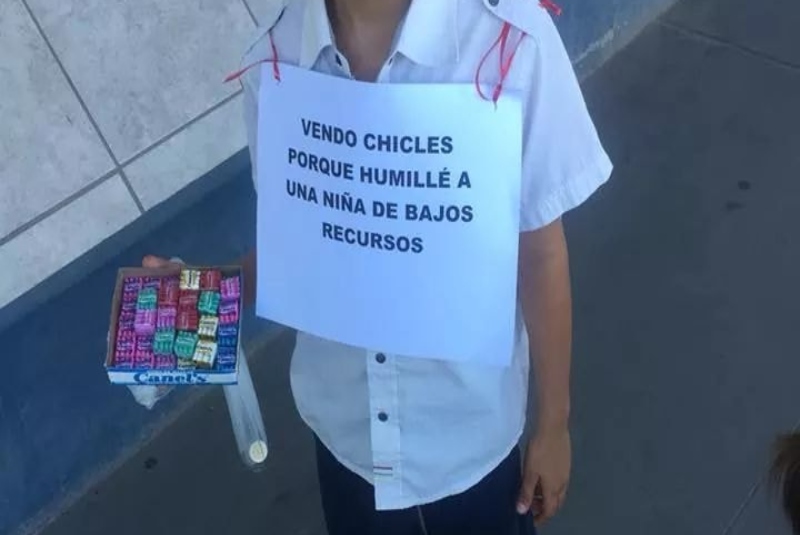 VENDO CHICLES
PORQUE HUMILLÉ A
UNA NIÑA DE BAJOS
RECURSOS
Canel's